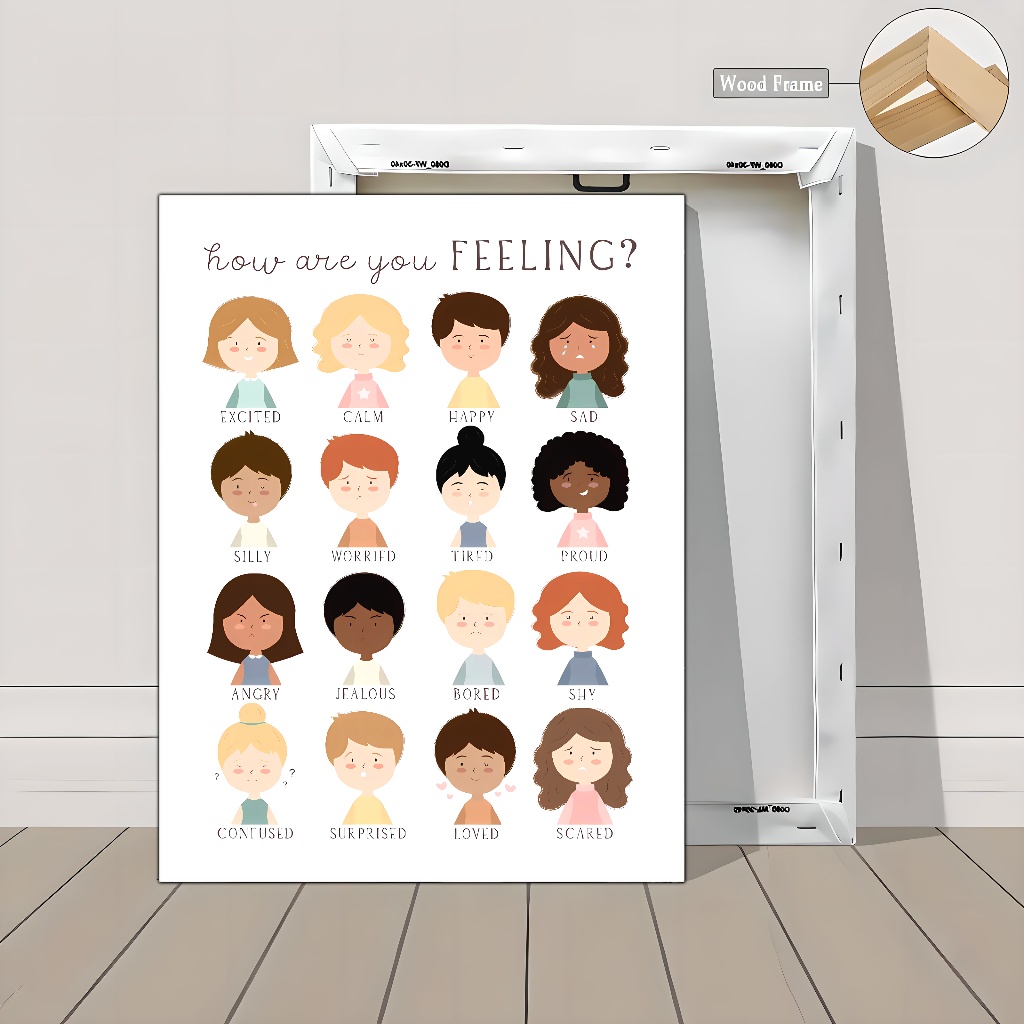 Wood Frame
how are you FEELING?
EXCITED CALM HAPPY SAD
SILLY WORRIED TIRED PROUD
ANGRY JEALOUS BORED SHY
? ? ?
CONFUSED SURPRISED LOVED SCARED